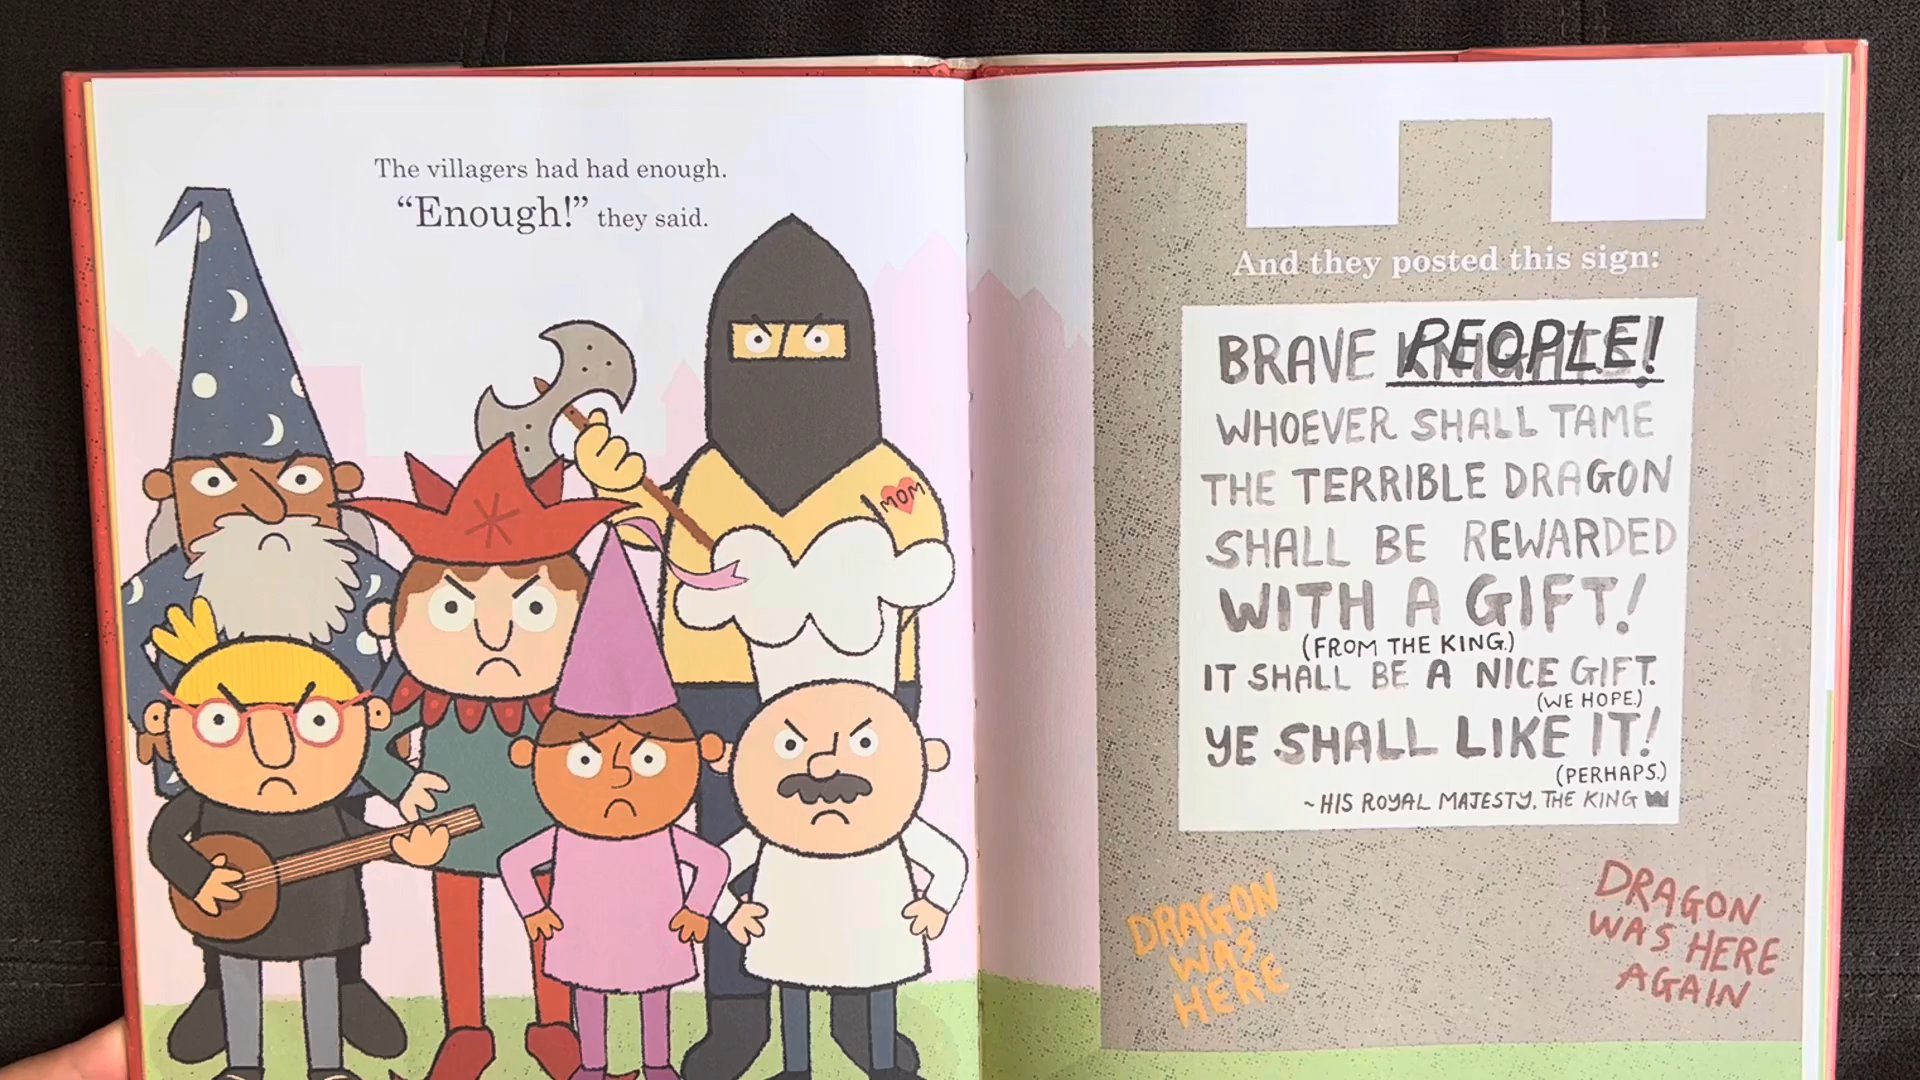 The villagers had had enough.
“Enough!” they said.
MOM
And they posted this sign:
BRAVE PEOPLE!
WHOEVER SHALL TAME
THE TERRIBLE DRAGON
SHALL BE REWARDED
WITH A GIFT!
(FROM THE KING.)
IT SHALL BE A NICE GIFT.
(WE HOPE.)
YE SHALL LIKE IT!
(PERHAPS.)
~HIS ROYAL MAJESTY, THE KING
DRAGON
WAS
HERE
DRAGON
WAS HERE
AGAIN